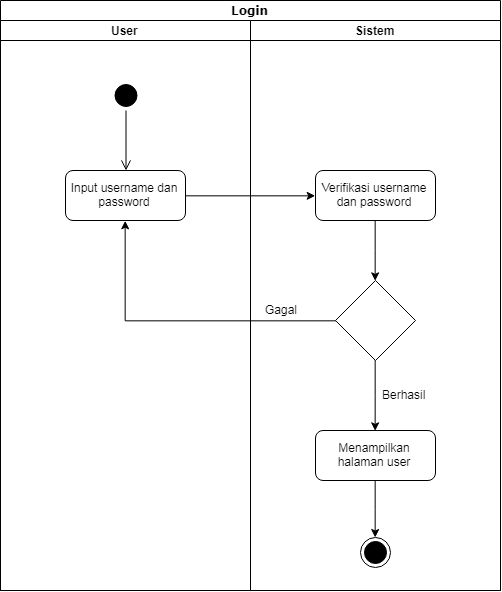 Login
User
Sistem
Input username dan
password
Verifikasi username
dan password
Gagal
Berhasil
Menampilkan
halaman user